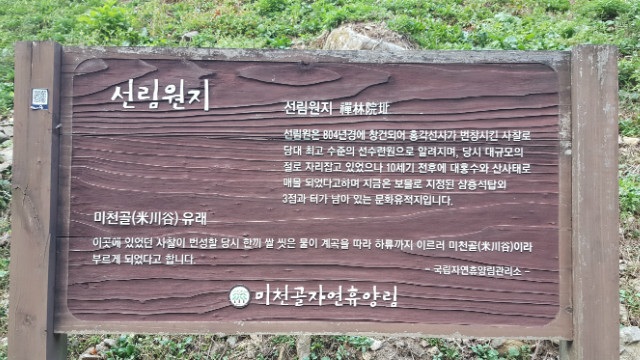 선림원지
선림원지 禪林院址
선림원은 804년경에 창건되어 홍각선사가 번창시킨 사찰로
당대 최고 수준의 선수련원으로 알려지며, 당시 대규모의
절로 자리잡고 있었으나 10세기 전후에 대홍수와 산사태로
매몰 되었다고하며 지금은 보물로 지정된 삼층석탑외
3점과 터가 남아 있는 문화유적지입니다.
미천골(米川谷) 유래
이곳에 있었던 사찰이 번성할 당시 한끼 쌀 씻은 물이 계곡을 따라 하류까지 이르러 미천골(米川谷)이라
부르게 되었다고 합니다.
- 국립자연휴양림관리소 -
미천골자연휴양림